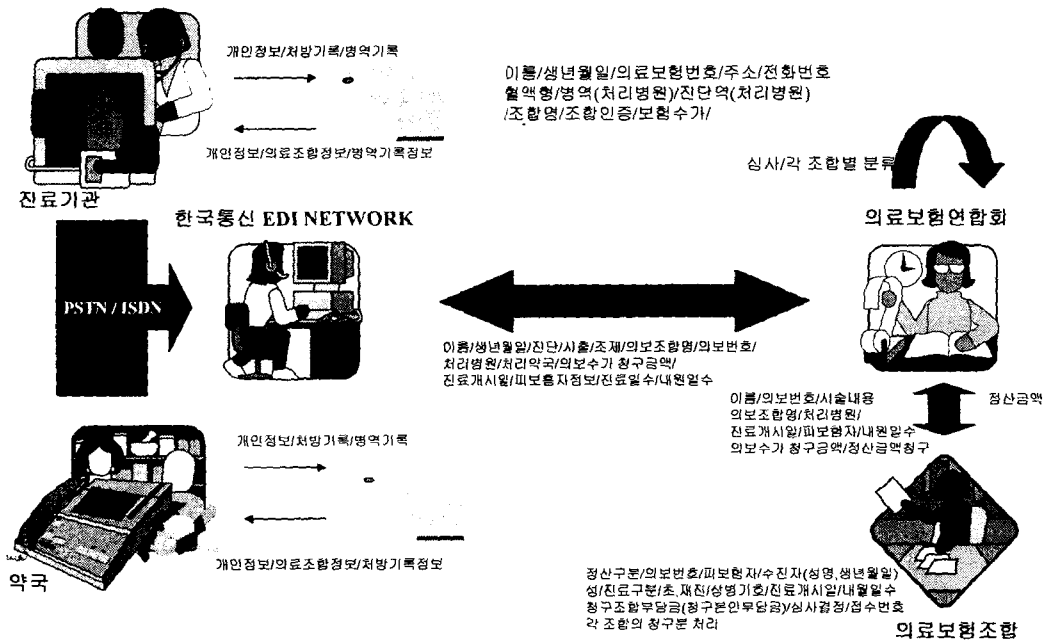 개인정보/처방기록/병역기록
개인정보/의료조합정보/병역기록정보
진료기관
이름/생년월일/의료보험번호/주소/전화번호
혈액형/병역(처리병원)/진단역(처리병원)
/조합명/조합인증/보험수가/
심사/각 조합별 분류
의료보험연합회
한국통신 EDI NETWORK
PSTN / ISDN
이름/생년월일/진단/시술/조제/의보조합명/의보번호/
처리병원/처리약국/의보수가 청구금액/
진료개시일/피보험자정보/진료일수/내원일수
이름/의보번호/시술내용
의보조합명/처리병원/
진료개시일/피보험자/내원일수
의보수가 청구금액/정산금액청구
정산금액
개인정보/처방기록/병역기록
개인정보/의료조합정보/처방기록정보
약국
정산구분/의보번호/피보험자/수진자(성명,생년월일)
성/진료구분/초,재진/상병기호/진료개시일/내원일수
청구조합부담금(청구본인부담금)/심사결정/접수번호
각 조합의 청구분 처리
의료보험조합